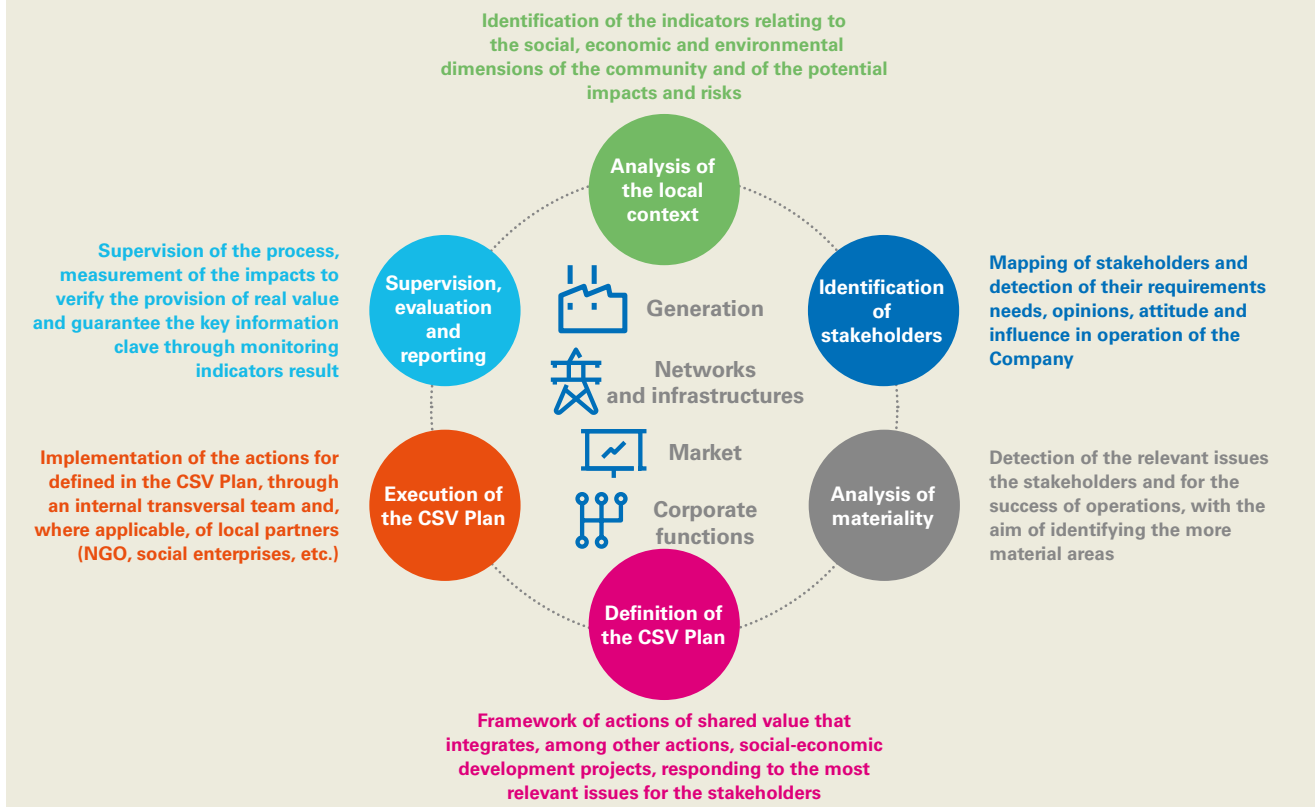 Identification of the indicators relating to
the social, economic and environmental
dimensions of the community and of the potential
impacts and risks
Analysis of
the local
context
Identification
of
stakeholders
Mapping of stakeholders and
detection of their requirements
needs, opinions, attitude and
influence in operation of the
Company
Analysis of
materiality
Detection of the relevant issues
the stakeholders and for the
success of operations, with the
aim of identifying the more
material areas
Definition of
the CSV Plan
Framework of actions of shared value that
integrates, among other actions, social-economic
development projects, responding to the most
relevant issues for the stakeholders
Execution of
the CSV Plan
Implementation of the actions for
defined in the CSV Plan, through
an internal transversal team and,
where applicable, of local partners
(NGO, social enterprises, etc.)
Supervision,
evaluation
and
reporting
Supervision of the process,
measurement of the impacts to
verify the provision of real value
and guarantee the key information
clave through monitoring
indicators result
Generation
Networks
and infrastructures
Market
Corporate
functions